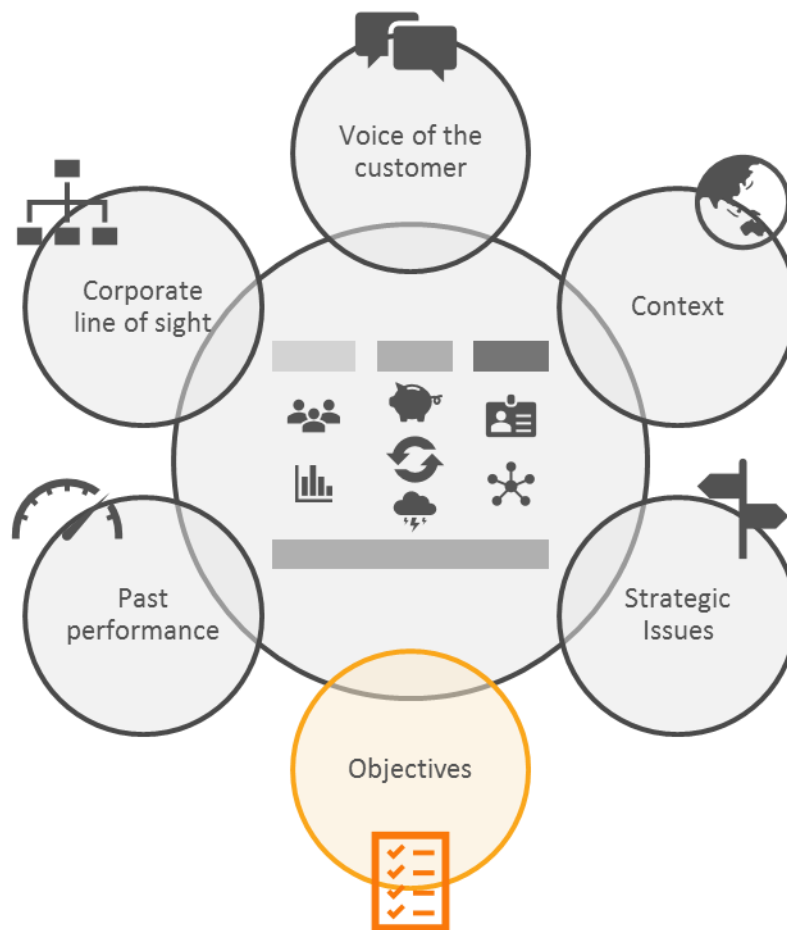 Voice of the
customer
Corporate
line of sight
Context
Past
performance
Strategic
Issues
Objectives